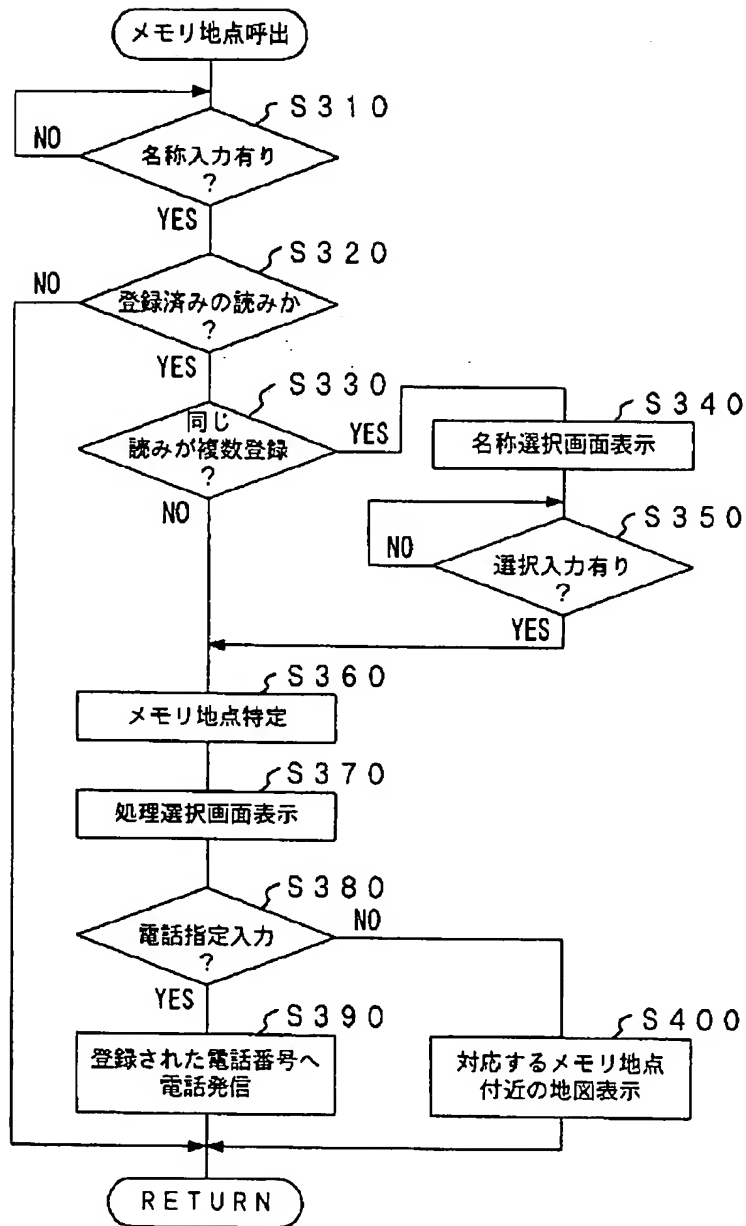 メモリ地点呼出
S310
NO
名称入力有り
?
YES
S320
NO
登録済みの読みか
?
YES
S330
同じ
読みが複数登録
?
YES
NO
S340
名称選択画面表示
S350
NO
選択入力有り
?
YES
S360
メモリ地点特定
S370
処理選択画面表示
S380
電話指定入力
?
NO
YES
S390
登録された電話番号へ
電話発信
S400
対応するメモリ地点
付近の地図表示
RETURN